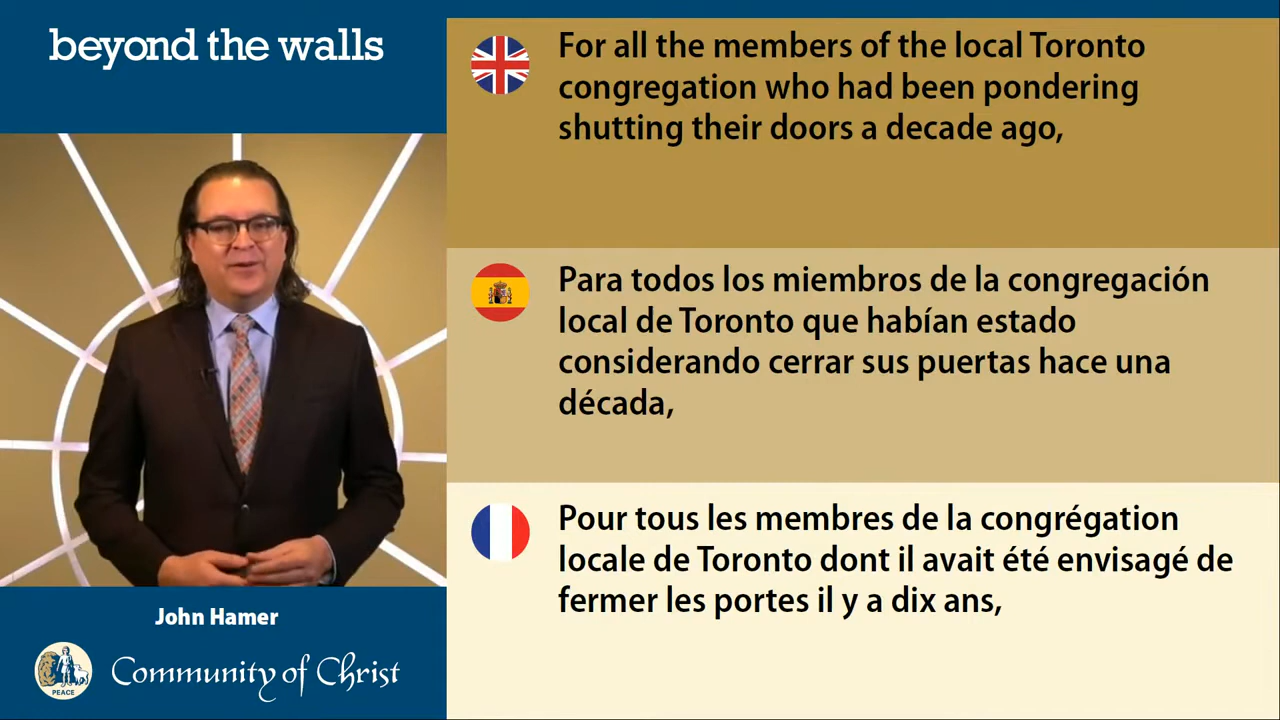 beyond the walls
For all the members of the local Toronto
congregation who had been pondering
shutting their doors a decade ago,
Para todos los miembros de la congregación
local de Toronto que habían estado
considerando cerrar sus puertas hace una
década,
Pour tous les membres de la congrégation
locale de Toronto dont il avait été envisagé de
fermer les portes il y a dix ans,
John Hamer
PEACE
Community of Christ